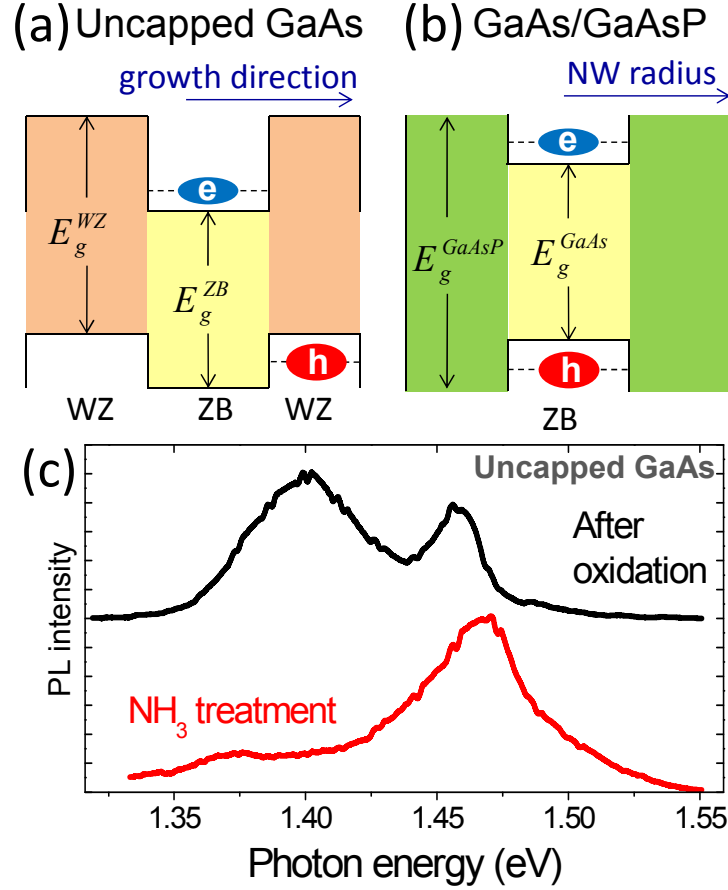 (a) Uncapped GaAs
growth direction
e
E_g^{WZ}
E_g^{ZB}
h
WZ
ZB
WZ
(b) GaAs/GaAsP
NW radius
e
E_g^{GaAsP}
E_g^{GaAs}
h
ZB
(c)
Uncapped GaAs
After
oxidation
NH₃ treatment
PL intensity
1.35 1.40 1.45 1.50 1.55
Photon energy (eV)